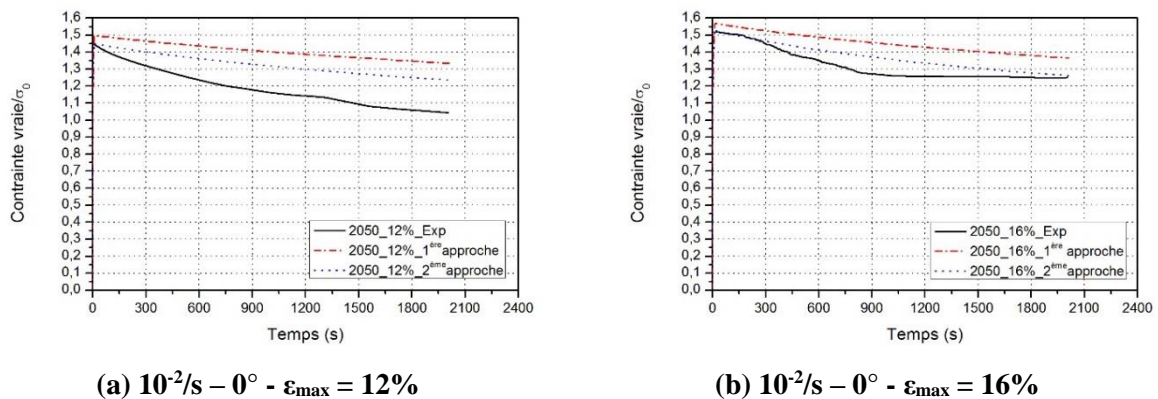 1,6
1,5
1,4
1,3
1,2
1,1
1,0
0,9
0,8
0,7
0,6
0,5
0,4
0,3
0,2
0,1
0,0
Contrainte vraie/σ₀
2050_12%_Exp
2050_12%_1ère approche
2050_12%_2ème approche
0 300 600 900 1200 1500 1800 2100 2400
Temps (s)
(a) 10⁻²/s – 0° - εmax = 12%
1,6
1,5
1,4
1,3
1,2
1,1
1,0
0,9
0,8
0,7
0,6
0,5
0,4
0,3
0,2
0,1
0,0
Contrainte vraie/σ₀
2050_16%_Exp
2050_16%_1ère approche
2050_16%_2ème approche
0 300 600 900 1200 1500 1800 2100 2400
Temps (s)
(b) 10⁻²/s – 0° - εmax = 16%